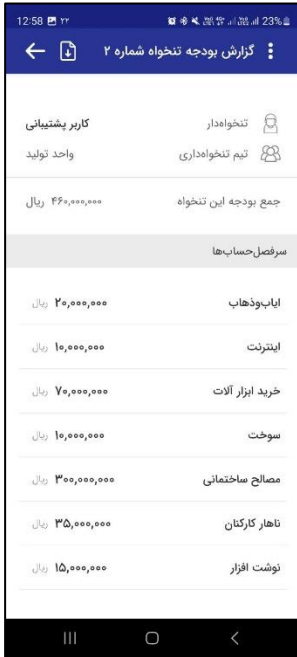 12:58 ۲۲ 23%
گزارش بودجه تنخواه شماره ۲
تنخواه‌دار کاربر پشتیبانی
تیم تنخواه‌داری واحد تولید
جمع بودجه این تنخواه ۴۶۰,۰۰۰,۰۰۰ ریال
سرفصل‌حساب‌ها
ایاب‌وذهاب ۲۰,۰۰۰,۰۰۰ ریال
اینترنت ۱۰,۰۰۰,۰۰۰ ریال
خرید ابزار آلات ۷۰,۰۰۰,۰۰۰ ریال
سوخت ۱۰,۰۰۰,۰۰۰ ریال
مصالح ساختمانی ۳۰۰,۰۰۰,۰۰۰ ریال
ناهار کارکنان ۳۵,۰۰۰,۰۰۰ ریال
نوشت افزار ۱۵,۰۰۰,۰۰۰ ریال